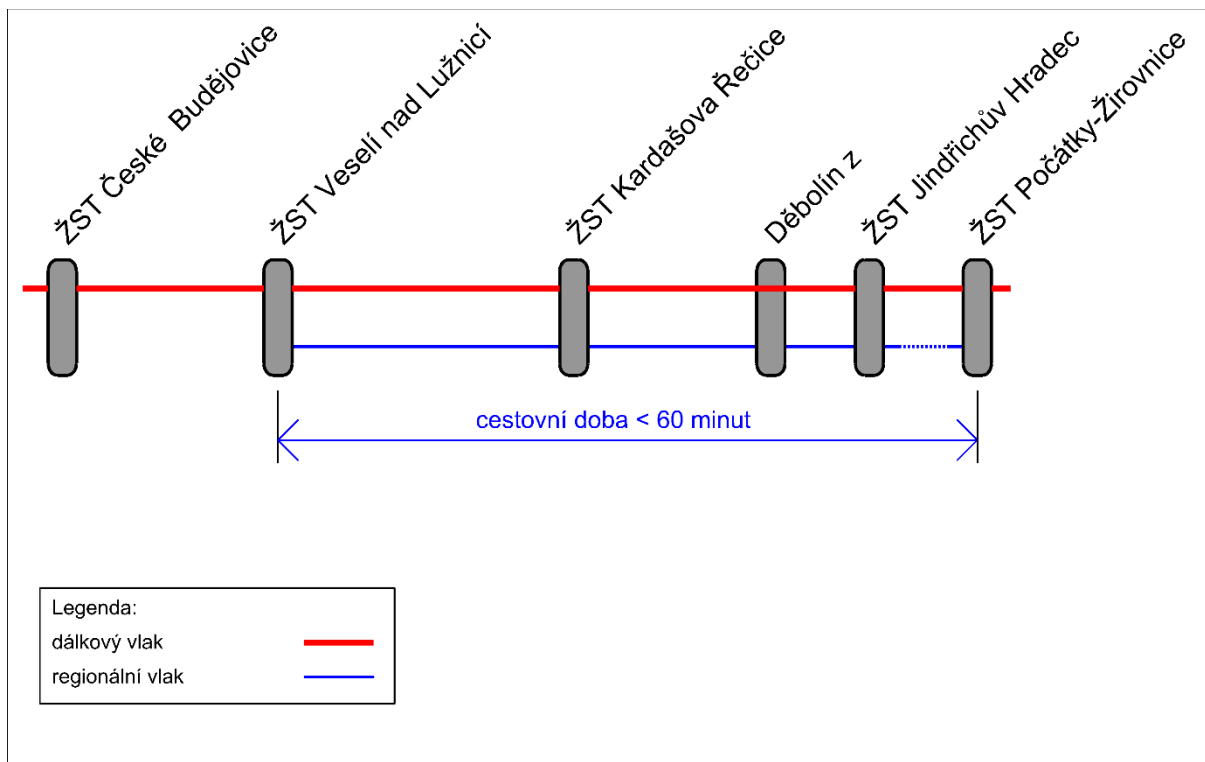 ŽST České Budějovice
ŽST Veselí nad Lužnicí
ŽST Kardašova Řečice
Děbolín z
ŽST Jindřichův Hradec
ŽST Počátky-Žirovnice
cestovní doba < 60 minut
Legenda:
dálkový vlak
regionální vlak